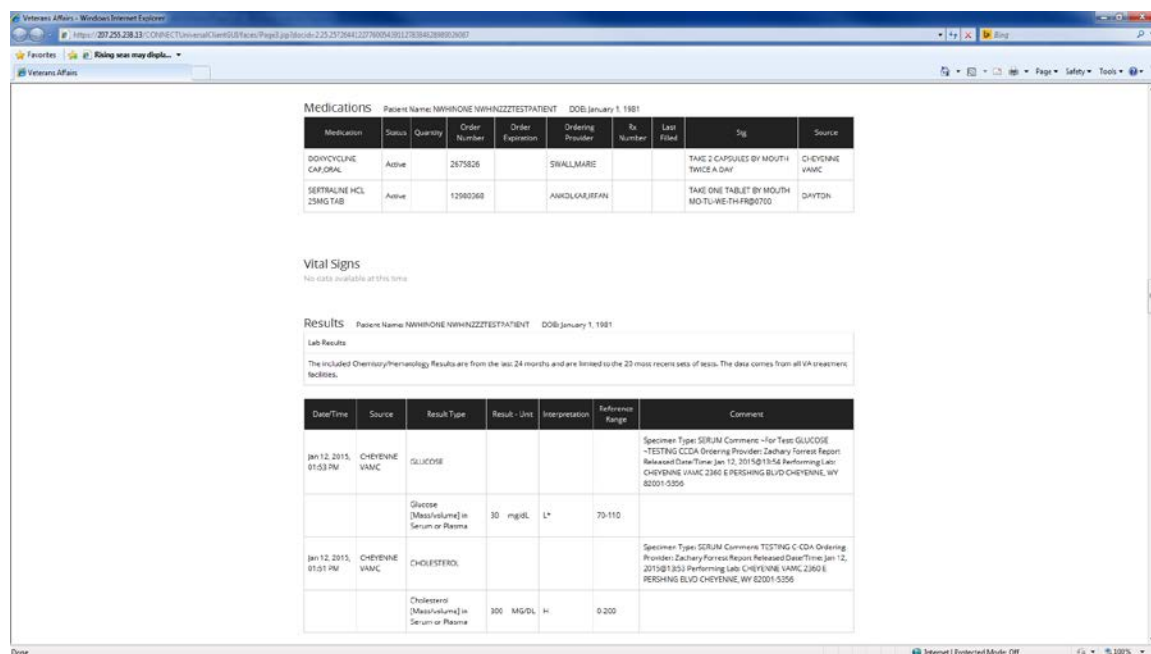 Veterans Affairs - Windows Internet Explorer
Bing
Favorites Rising seas may displa...
Veterans Affairs
Page Safety Tools
Medications Patient Name: NWHINONE NWHINZZZTESTPATIENT DOB: January 1, 1981
Medication Status Quantity Order Number Order Expiration Ordering Provider Rx Number Last Filled Sig Source
DOXYCYCLINE CAP,ORAL Active 2675826 SWALL,MARIE TAKE 2 CAPSULES BY MOUTH TWICE A DAY CHEYENNE VAMC
SERTRALINE HCL 25MG TAB Active 12980368 TAKE ONE TABLET BY MOUTH MO-TU-WE-TH-FR@0700 DAYTON
Vital Signs
No data available at this time
Results Patient Name: NWHINONE NWHINZZZTESTPATIENT DOB: January 1, 1981
Lab Results
The included Chemistry/Hematology Results are from the last 24 months and are limited to the 20 most recent sets of tests. The data comes from all VA treatment
facilities.
Date/Time Source Result Type Result - Unit Interpretation Reference Range Comment
Jan 12, 2015, 01:53 PM CHEYENNE VAMC GLUCOSE Specimen Type: SERUM Comment: ~For Test: GLUCOSE ~TESTING CCDA Ordering Provider: Zachary Forrest Report Released Date/Time: Jan 12, 2015@13:54 Performing Lab: CHEYENNE VAMC 2360 E PERSHING BLVD CHEYENNE, WY 82001-5356
Glucose [Mass/volume] in Serum or Plasma 30 mg/dL L* 70-110
Jan 12, 2015, 01:51 PM CHEYENNE VAMC CHOLESTEROL Specimen Type: SERUM Comment: TESTING C-CDA Ordering Provider: Zachary Forrest Report Released Date/Time: Jan 12, 2015@13:53 Performing Lab: CHEYENNE VAMC 2360 E PERSHING BLVD CHEYENNE, WY 82001-5356
Cholesterol [Mass/volume] in Serum or Plasma 300 MG/DL H 0-200
Done Internet | Protected Mode: Off 100%